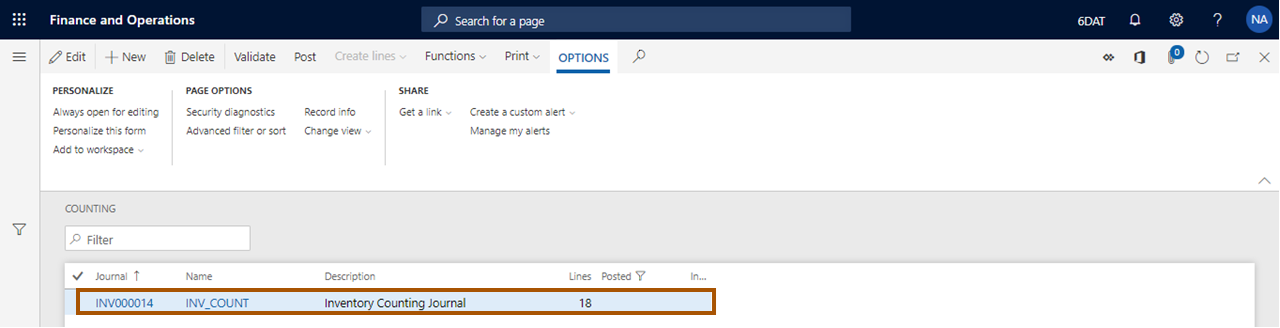 Finance and Operations
Search for a page
6DAT
?
NA
Edit
New
Delete
Validate
Post
Create lines
Functions
Print
OPTIONS
0
PERSONALIZE
Always open for editing
Personalize this form
Add to workspace
PAGE OPTIONS
Security diagnostics
Advanced filter or sort
Record info
Change view
SHARE
Get a link
Create a custom alert
Manage my alerts
COUNTING
Filter
Journal ↑ Name Description Lines Posted In...
INV000014 INV_COUNT Inventory Counting Journal 18